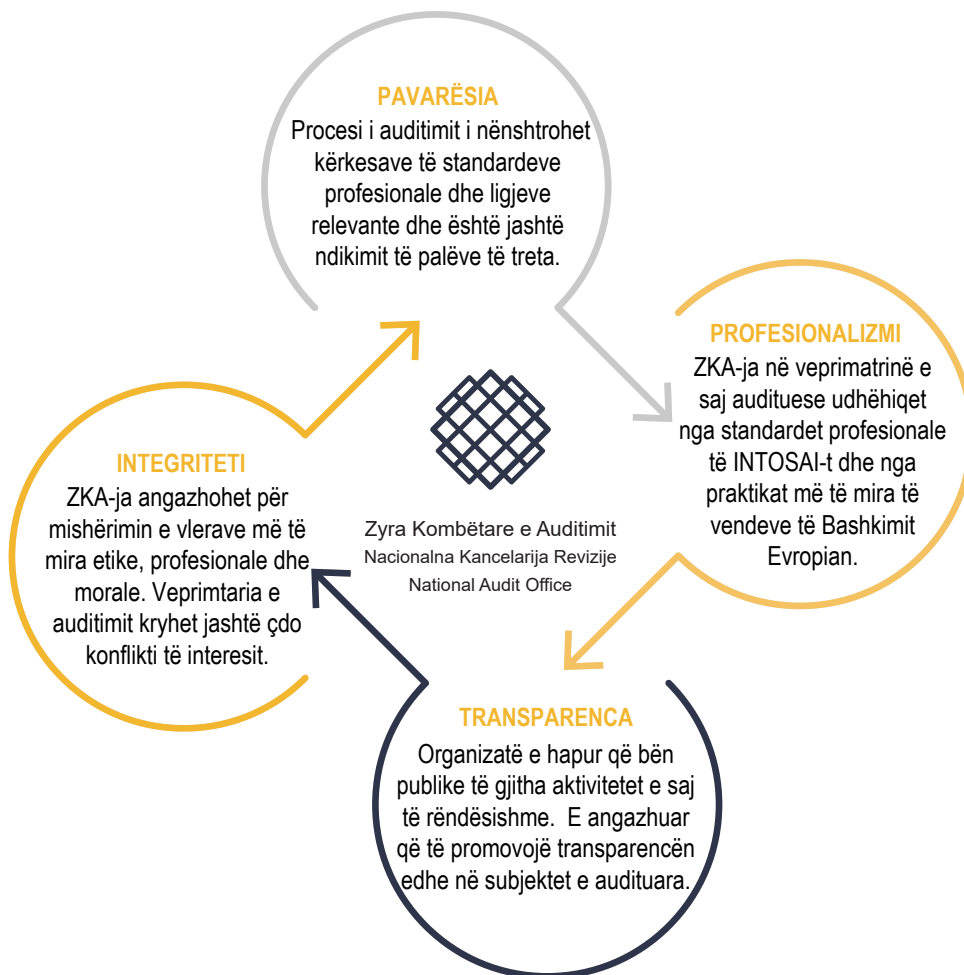 PAVARËSIA
Procesi i auditimit i nënshtrohet
kërkesave të standardeve
profesionale dhe ligjeve
relevante dhe është jashtë
ndikimit të palëve të treta.
PROFESIONALIZMI
ZKA-ja në veprimatrinë e
saj audituese udhëhiqet
nga standardet profesionale
të INTOSAI-t dhe nga
praktikat më të mira të
vendeve të Bashkimit
Evropian.
INTEGRITETI
ZKA-ja angazhohet për
mishërimin e vlerave më të
mira etike, profesionale dhe
morale. Veprimtaria e
auditimit kryhet jashtë çdo
konflikti të interesit.
Zyra Kombëtare e Auditimit
Nacionalna Kancelarija Revizije
National Audit Office
TRANSPARENCA
Organizatë e hapur që bën
publike të gjitha aktivitetet e saj
të rëndësishme.  E angazhuar
që të promovojë transparencën
edhe në subjektet e audituara.